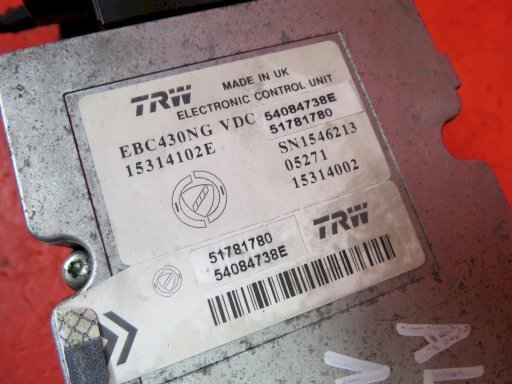 TRW
MADE IN UK
ELECTRONIC CONTROL UNIT
EBC430NG VDC
54084738E
51781780
15314102E
SN1546213
05271
15314002
TRW
51781780
54084738E